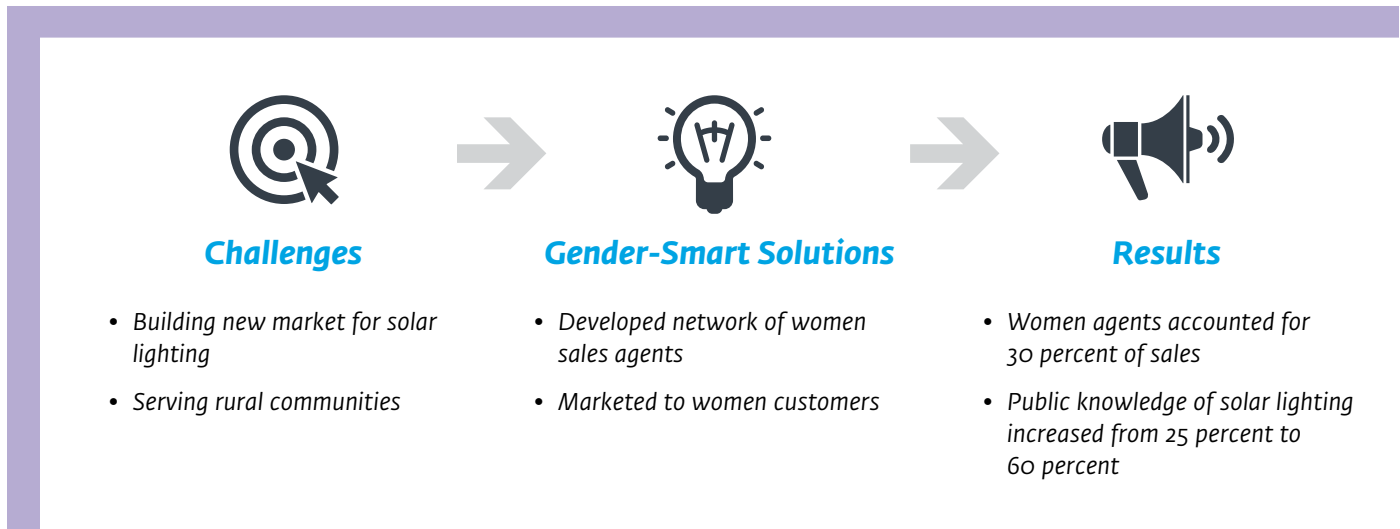 Challenges
• Building new market for solar
lighting
• Serving rural communities
Gender-Smart Solutions
• Developed network of women
sales agents
• Marketed to women customers
Results
• Women agents accounted for
30 percent of sales
• Public knowledge of solar lighting
increased from 25 percent to
60 percent